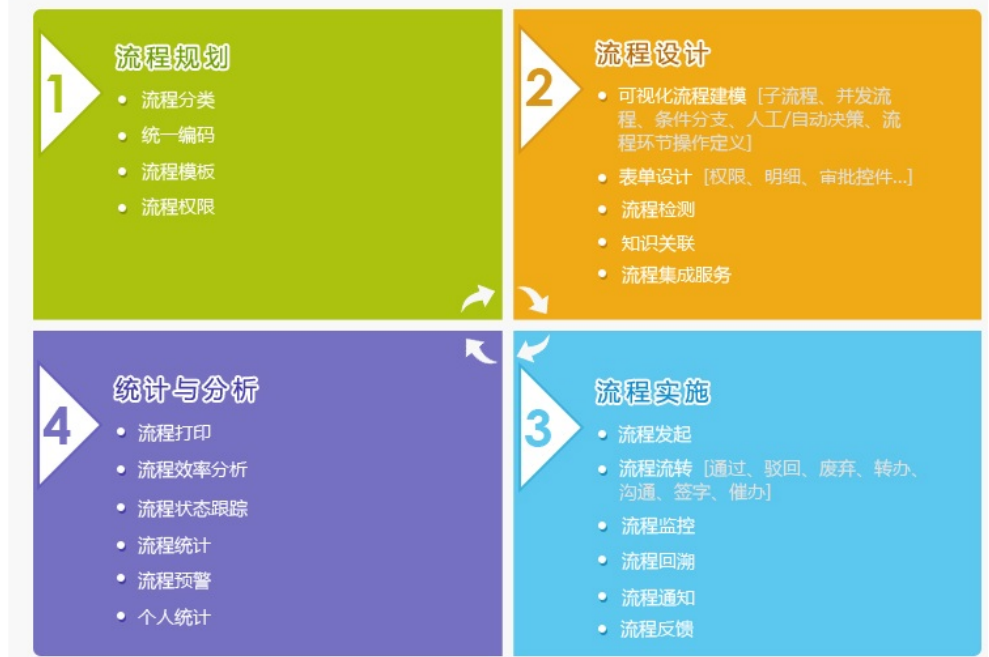 1
流程规划
流程分类
统一编码
流程模板
流程权限
2
流程设计
可视化流程建模 [子流程、并发流
程、条件分支、人工/自动决策、流
程环节操作定义]
表单设计 [权限、明细、审批控件...]
流程检测
知识关联
流程集成服务
3
流程实施
流程发起
流程流转 [通过、驳回、废弃、转办、
沟通、签字、催办]
流程监控
流程回溯
流程通知
流程反馈
4
统计与分析
流程打印
流程效率分析
流程状态跟踪
流程统计
流程预警
个人统计